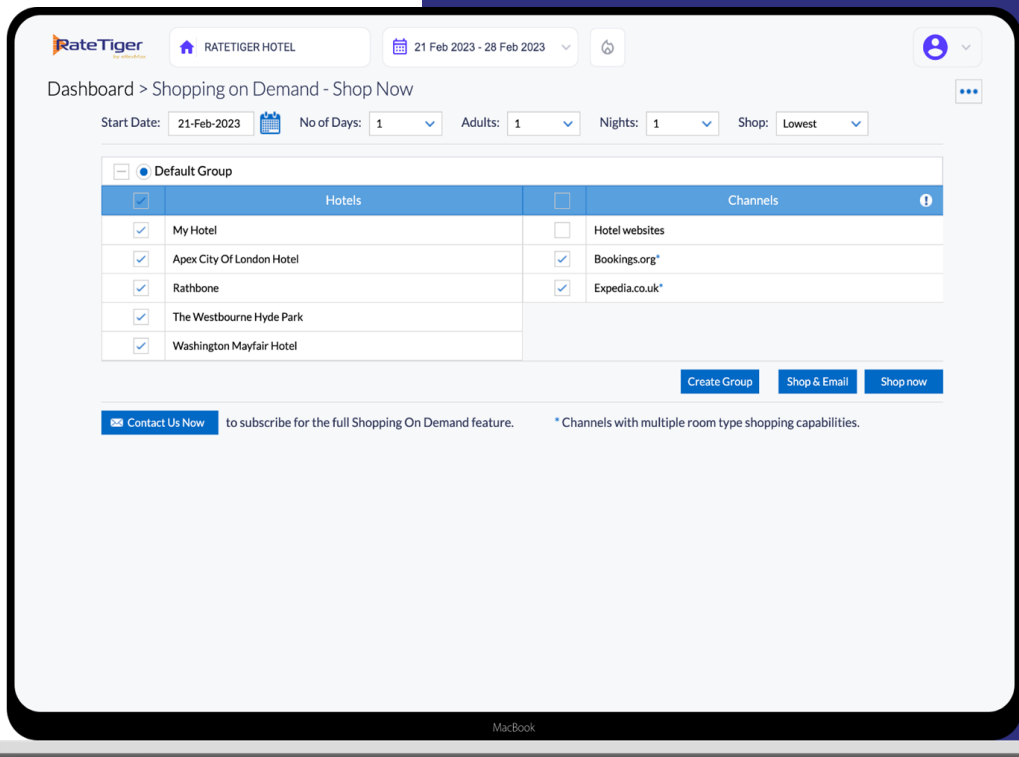 RateTiger
RATETIGER HOTEL
21 Feb 2023 - 28 Feb 2023
Dashboard > Shopping on Demand - Shop Now
Start Date: 21-Feb-2023 No of Days: 1 Adults: 1 Nights: 1 Shop: Lowest
Default Group
Hotels Channels
My Hotel Hotel websites
Apex City Of London Hotel Bookings.org*
Rathbone Expedia.co.uk*
The Westbourne Hyde Park
Washington Mayfair Hotel
Create Group Shop & Email Shop now
Contact Us Now to subscribe for the full Shopping On Demand feature. * Channels with multiple room type shopping capabilities.
MacBook